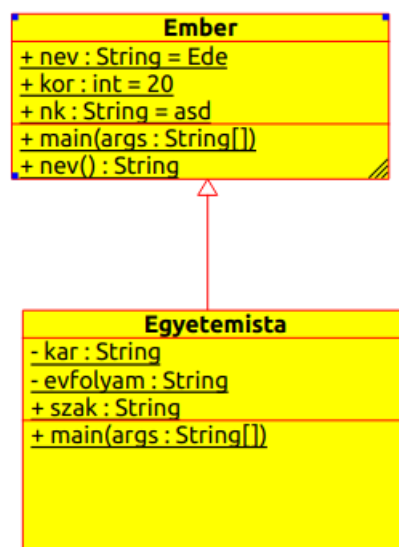 Ember
+ nev : String = Ede
+ kor : int = 20
+ nk : String = asd
+ main(args : String[])
+ nev() : String
Egyetemista
- kar : String
- evfolyam : String
+ szak : String
+ main(args : String[])